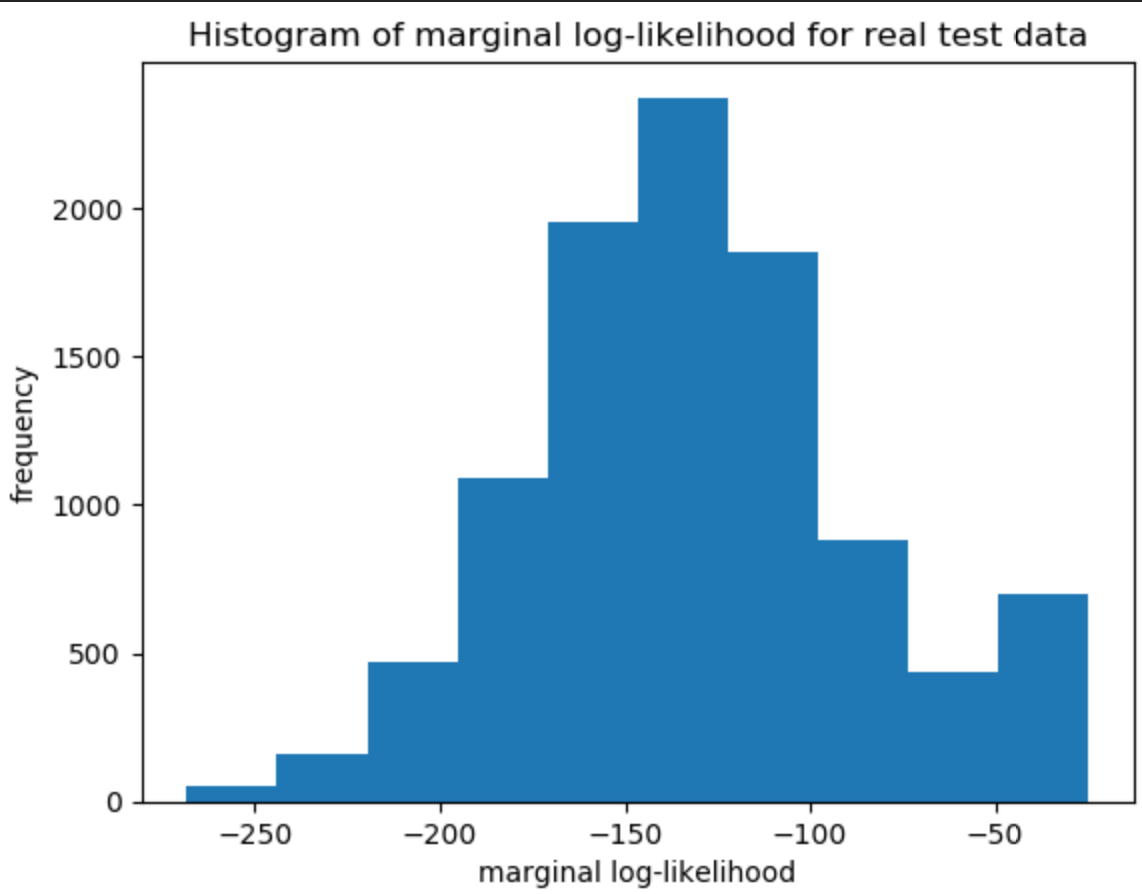 Histogram of marginal log-likelihood for real test data
frequency
2000
1500
1000
500
0
−250 −200 −150 −100 −50
marginal log-likelihood